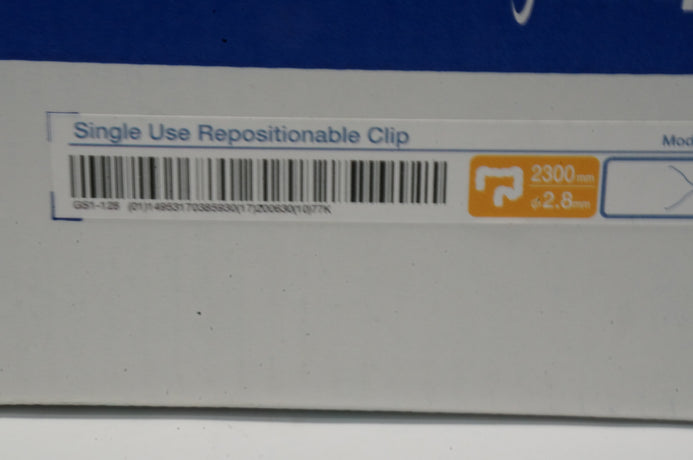 Single Use Repositionable Clip
Mod
GS1-128 (01)14953170385930(17)200630(10)77K
2300mm
ϕ2.8mm